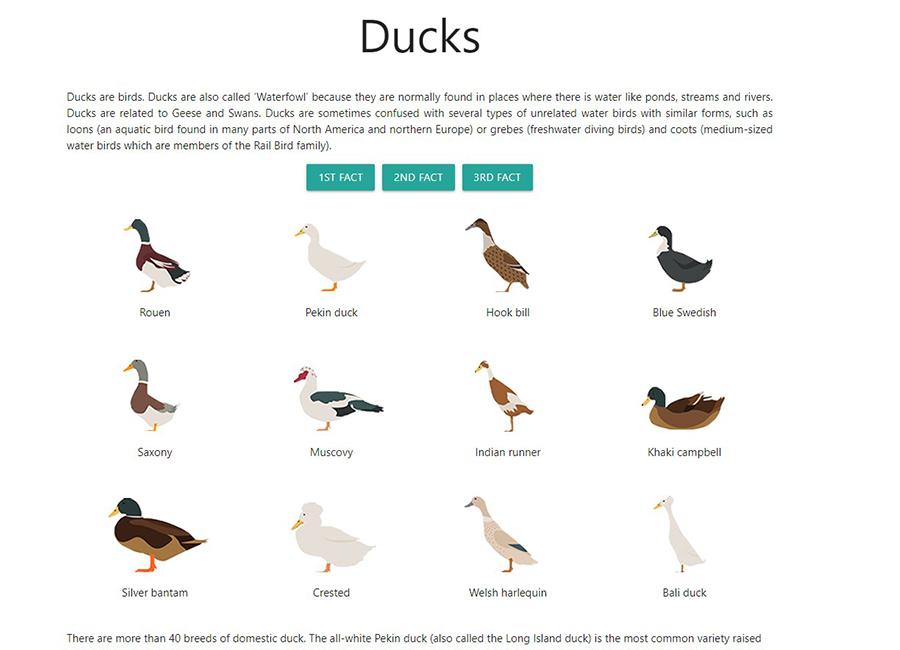 Ducks
Ducks are birds. Ducks are also called 'Waterfowl' because they are normally found in places where there is water like ponds, streams and rivers.
Ducks are related to Geese and Swans. Ducks are sometimes confused with several types of unrelated water birds with similar forms, such as
loons (an aquatic bird found in many parts of North America and northern Europe) or grebes (freshwater diving birds) and coots (medium-sized
water birds which are members of the Rail Bird family).
1ST FACT 2ND FACT 3RD FACT
Rouen Pekin duck Hook bill Blue Swedish
Saxony Muscovy Indian runner Khaki campbell
Silver bantam Crested Welsh harlequin Bali duck
There are more than 40 breeds of domestic duck. The all-white Pekin duck (also called the Long Island duck) is the most common variety raised